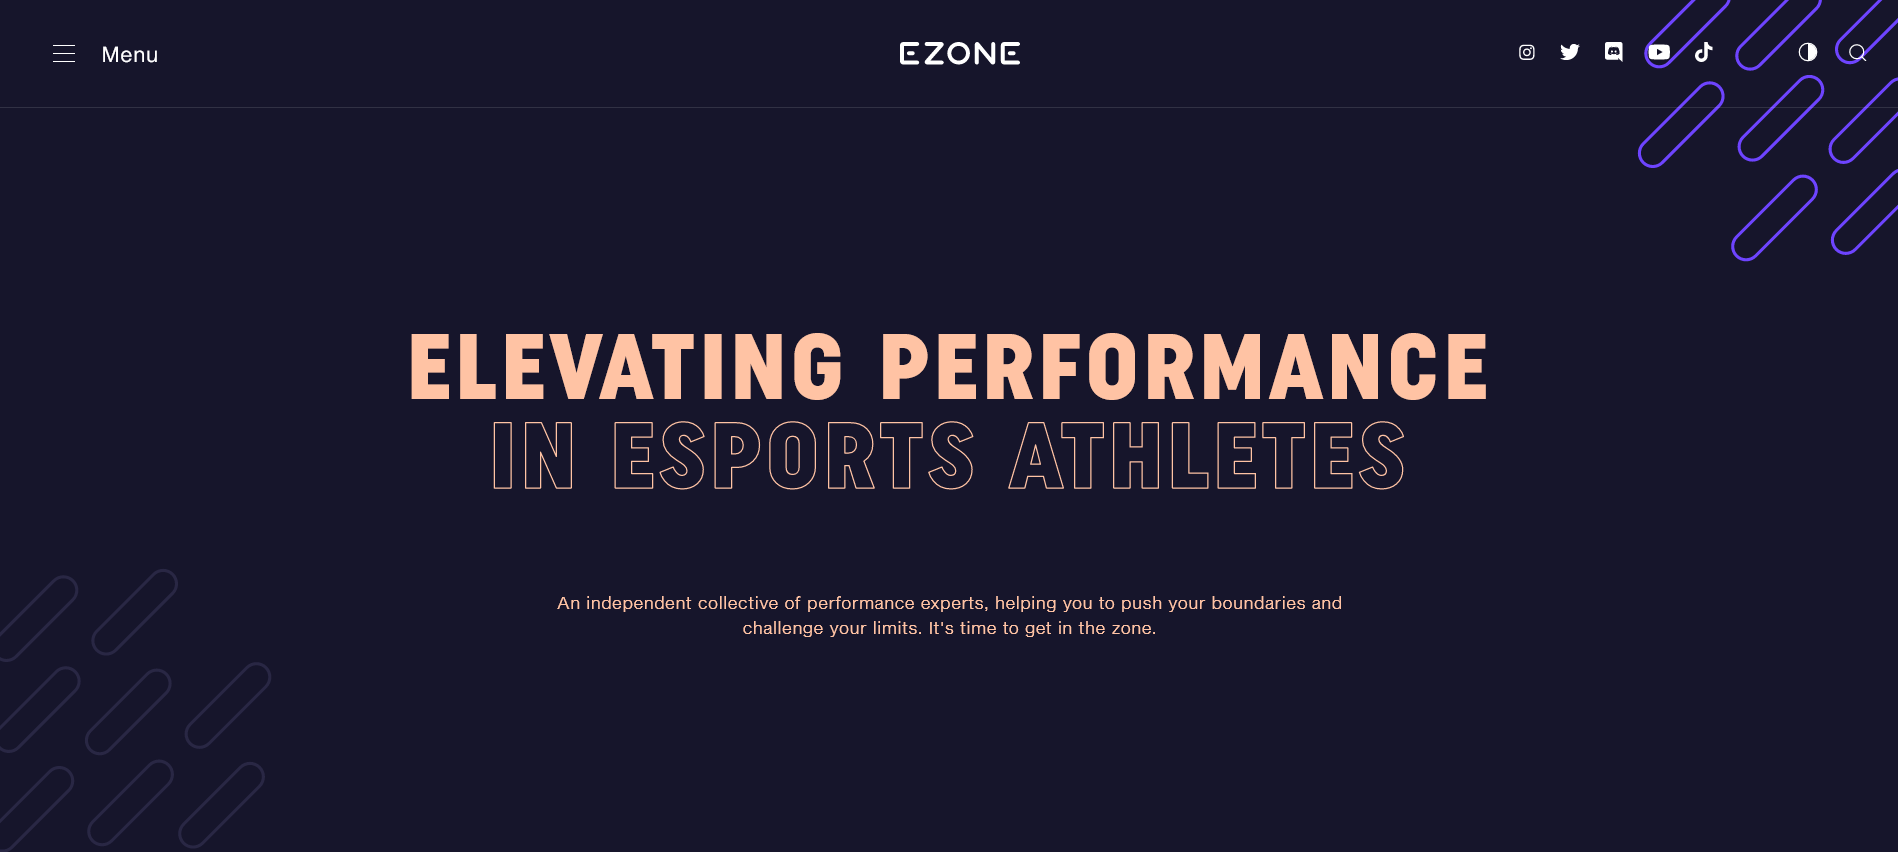 Menu
EZONE
ELEVATING PERFORMANCE
IN ESPORTS ATHLETES
An independent collective of performance experts, helping you to push your boundaries and
challenge your limits. It's time to get in the zone.